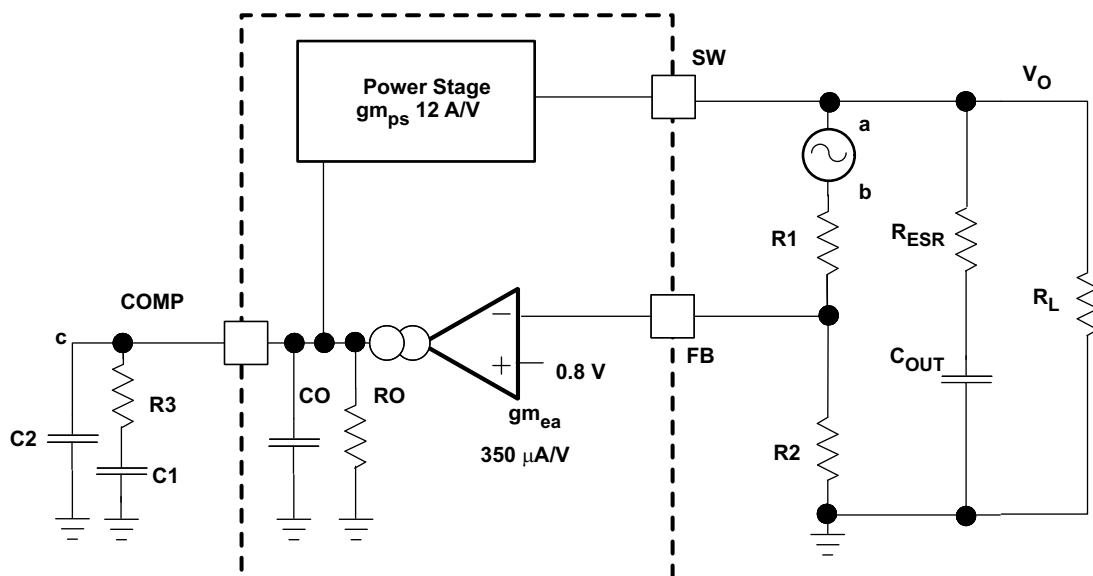 Power Stage
gm_ps 12 A/V
SW
V_O
a
b
R1
R_ESR
R_L
COMP
c
FB
0.8 V
C_OUT
R3
CO
RO
gm_ea
350 μA/V
R2
C2
C1
−
+